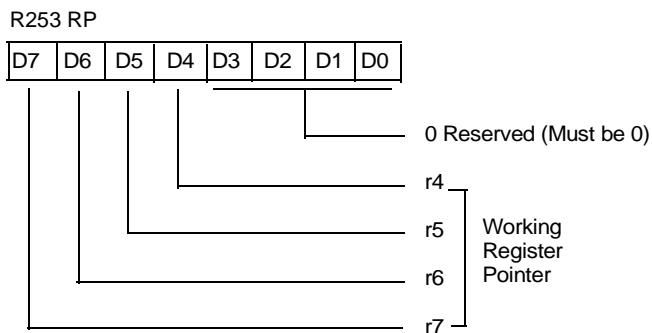 R253 RP
D7 D6 D5 D4 D3 D2 D1 D0
0 Reserved (Must be 0)
r4
r5
r6
r7
Working
Register
Pointer